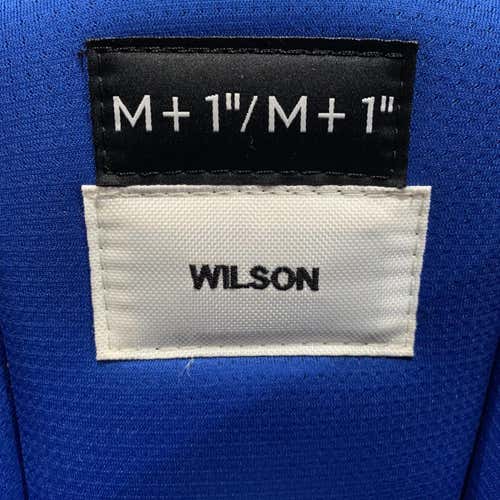 M + 1"/M + 1"
WILSON